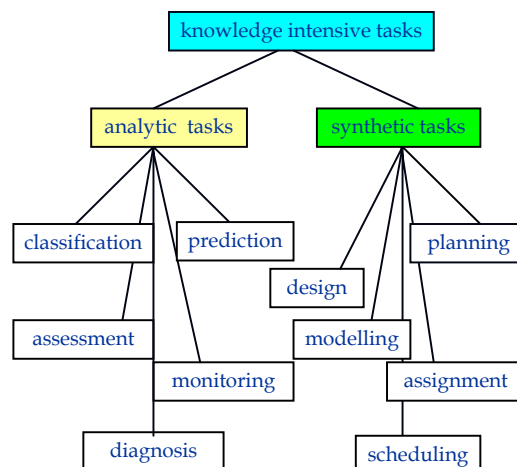 knowledge intensive tasks
analytic tasks
synthetic tasks
classification
prediction
planning
design
assessment
modelling
monitoring
assignment
diagnosis
scheduling